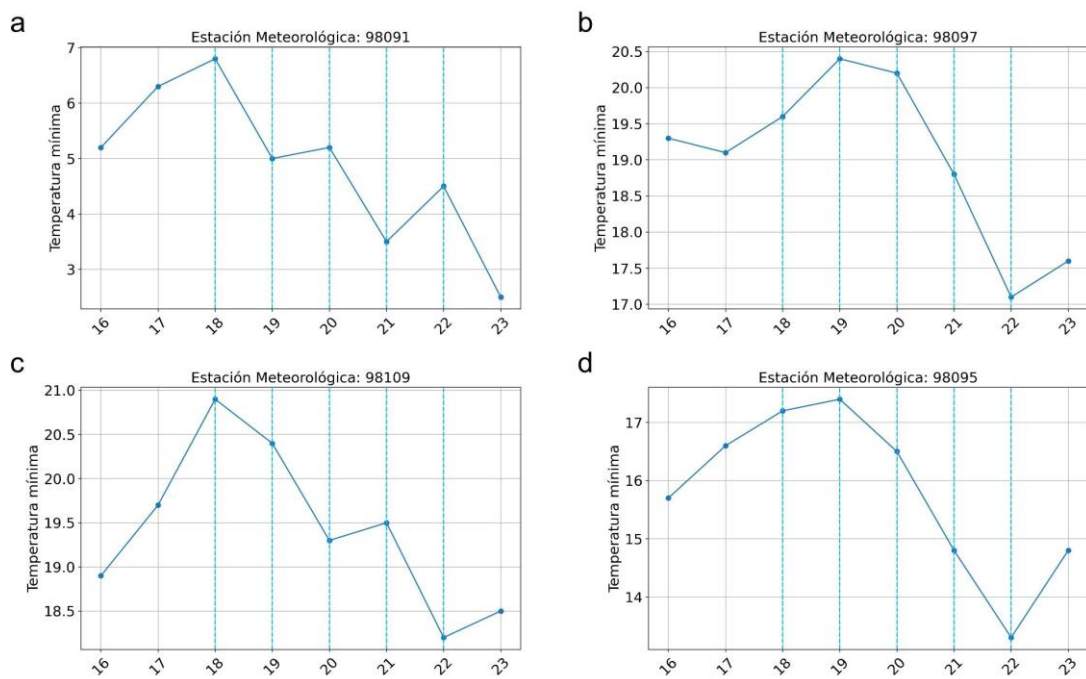 a
Estación Meteorológica: 98091
Temperatura mínima
7
6
5
4
3
16 17 18 19 20 21 22 23
b
Estación Meteorológica: 98097
Temperatura mínima
20.5
20.0
19.5
19.0
18.5
18.0
17.5
17.0
16 17 18 19 20 21 22 23
c
Estación Meteorológica: 98109
Temperatura mínima
21.0
20.5
20.0
19.5
19.0
18.5
16 17 18 19 20 21 22 23
d
Estación Meteorológica: 98095
Temperatura mínima
17
16
15
14
16 17 18 19 20 21 22 23